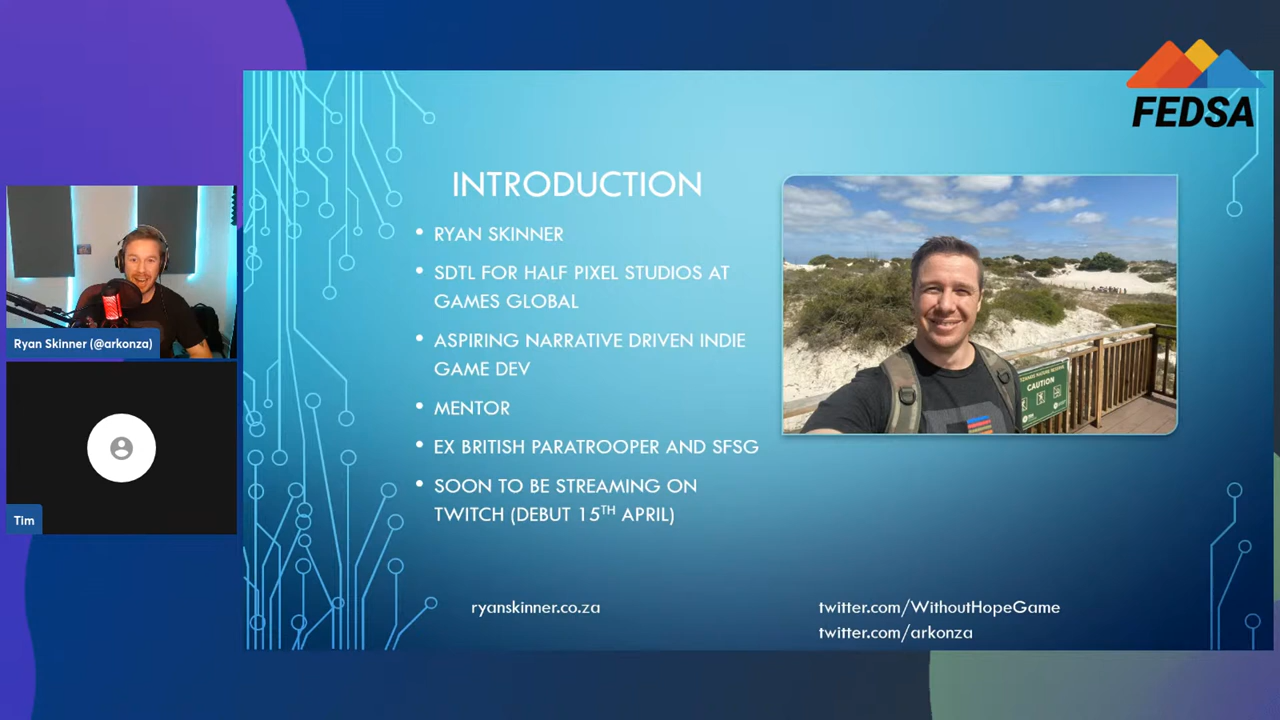 FEDSA
INTRODUCTION
• RYAN SKINNER
• SDTL FOR HALF PIXEL STUDIOS AT
GAMES GLOBAL
• ASPIRING NARRATIVE DRIVEN INDIE
GAME DEV
• MENTOR
• EX BRITISH PARATROOPER AND SFSG
• SOON TO BE STREAMING ON
TWITCH (DEBUT 15TH APRIL)
CAUTION
Ryan Skinner (@arkonza)
Tim
ryanskinner.co.za
twitter.com/WithoutHopeGame
twitter.com/arkonza